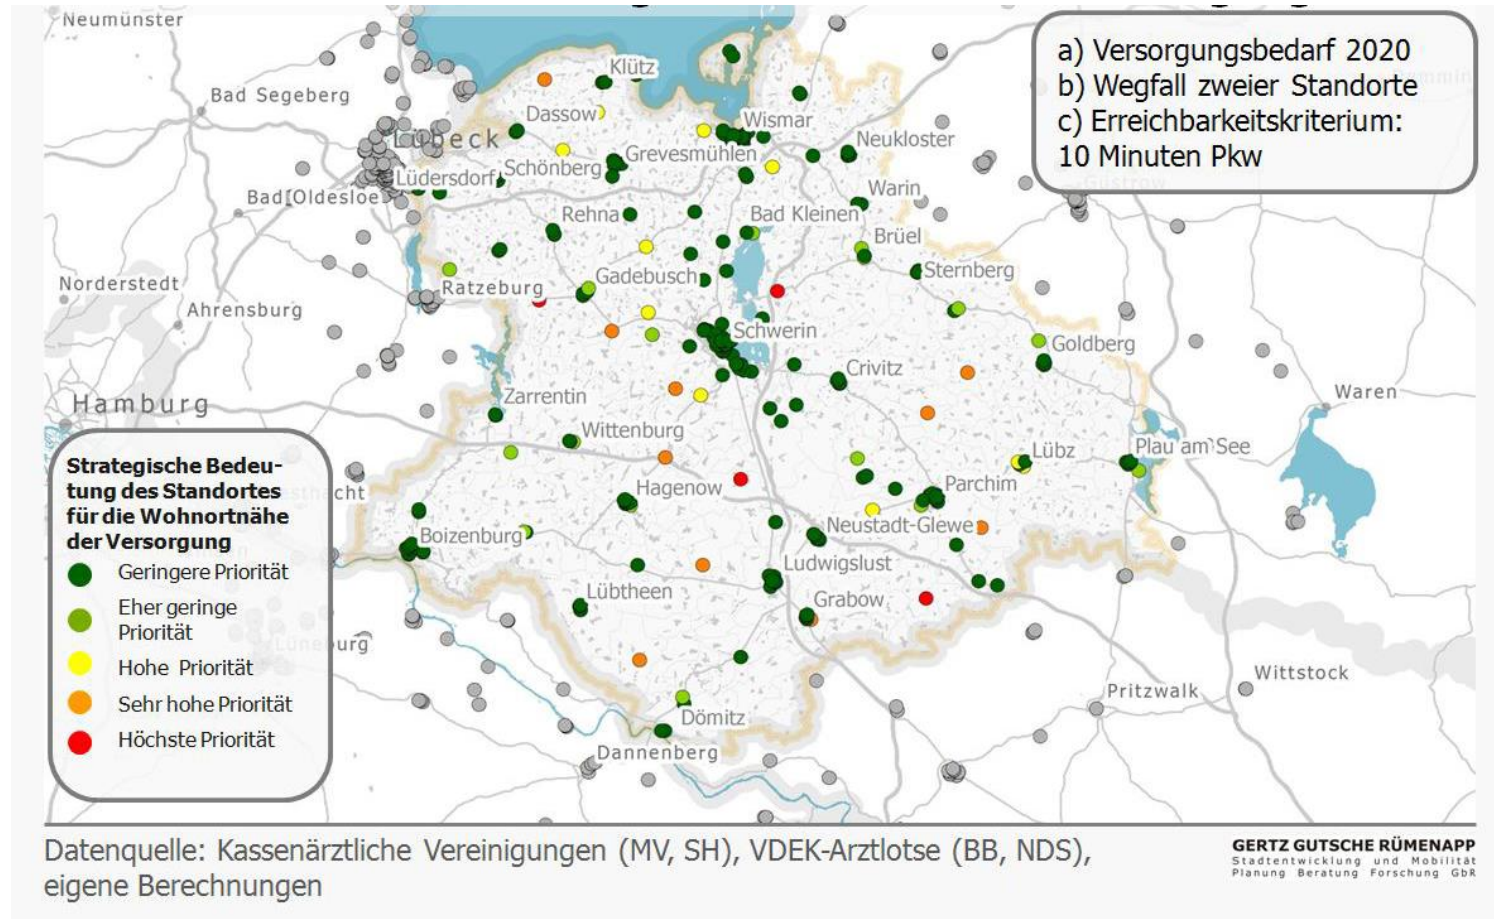 Neumünster
Klütz
a) Versorgungsbedarf 2020
b) Wegfall zweier Standorte
c) Erreichbarkeitskriterium:
10 Minuten Pkw
Bad Segeberg
Dassow
Wismar
Lübeck
Neukloster
Grevesmühlen
Schönberg
Lüdersdorf
Güstrow
Bad Oldesloe
Warin
Rehna
Bad Kleinen
Brüel
Sternberg
Norderstedt
Gadebusch
Ratzeburg
Ahrensburg
Schwerin
Goldberg
Crivitz
Waren
Zarrentin
Hamburg
Wittenburg
Lübz
Plau am See
Strategische Bedeu-
tung des Standortes
für die Wohnortnähe
der Versorgung
Geringere Priorität
Eher geringe
Priorität
Hohe Priorität
Sehr hohe Priorität
Höchste Priorität
Hagenow
Parchim
Neustadt-Glewe
Boizenburg
Ludwigslust
Lübtheen
Grabow
Lüneburg
Wittstock
Pritzwalk
Dömitz
Dannenberg
Datenquelle: Kassenärztliche Vereinigungen (MV, SH), VDEK-Arztlotse (BB, NDS),
eigene Berechnungen
GERTZ GUTSCHE RÜMENAPP
Stadtentwicklung und Mobilität
Planung Beratung Forschung GbR